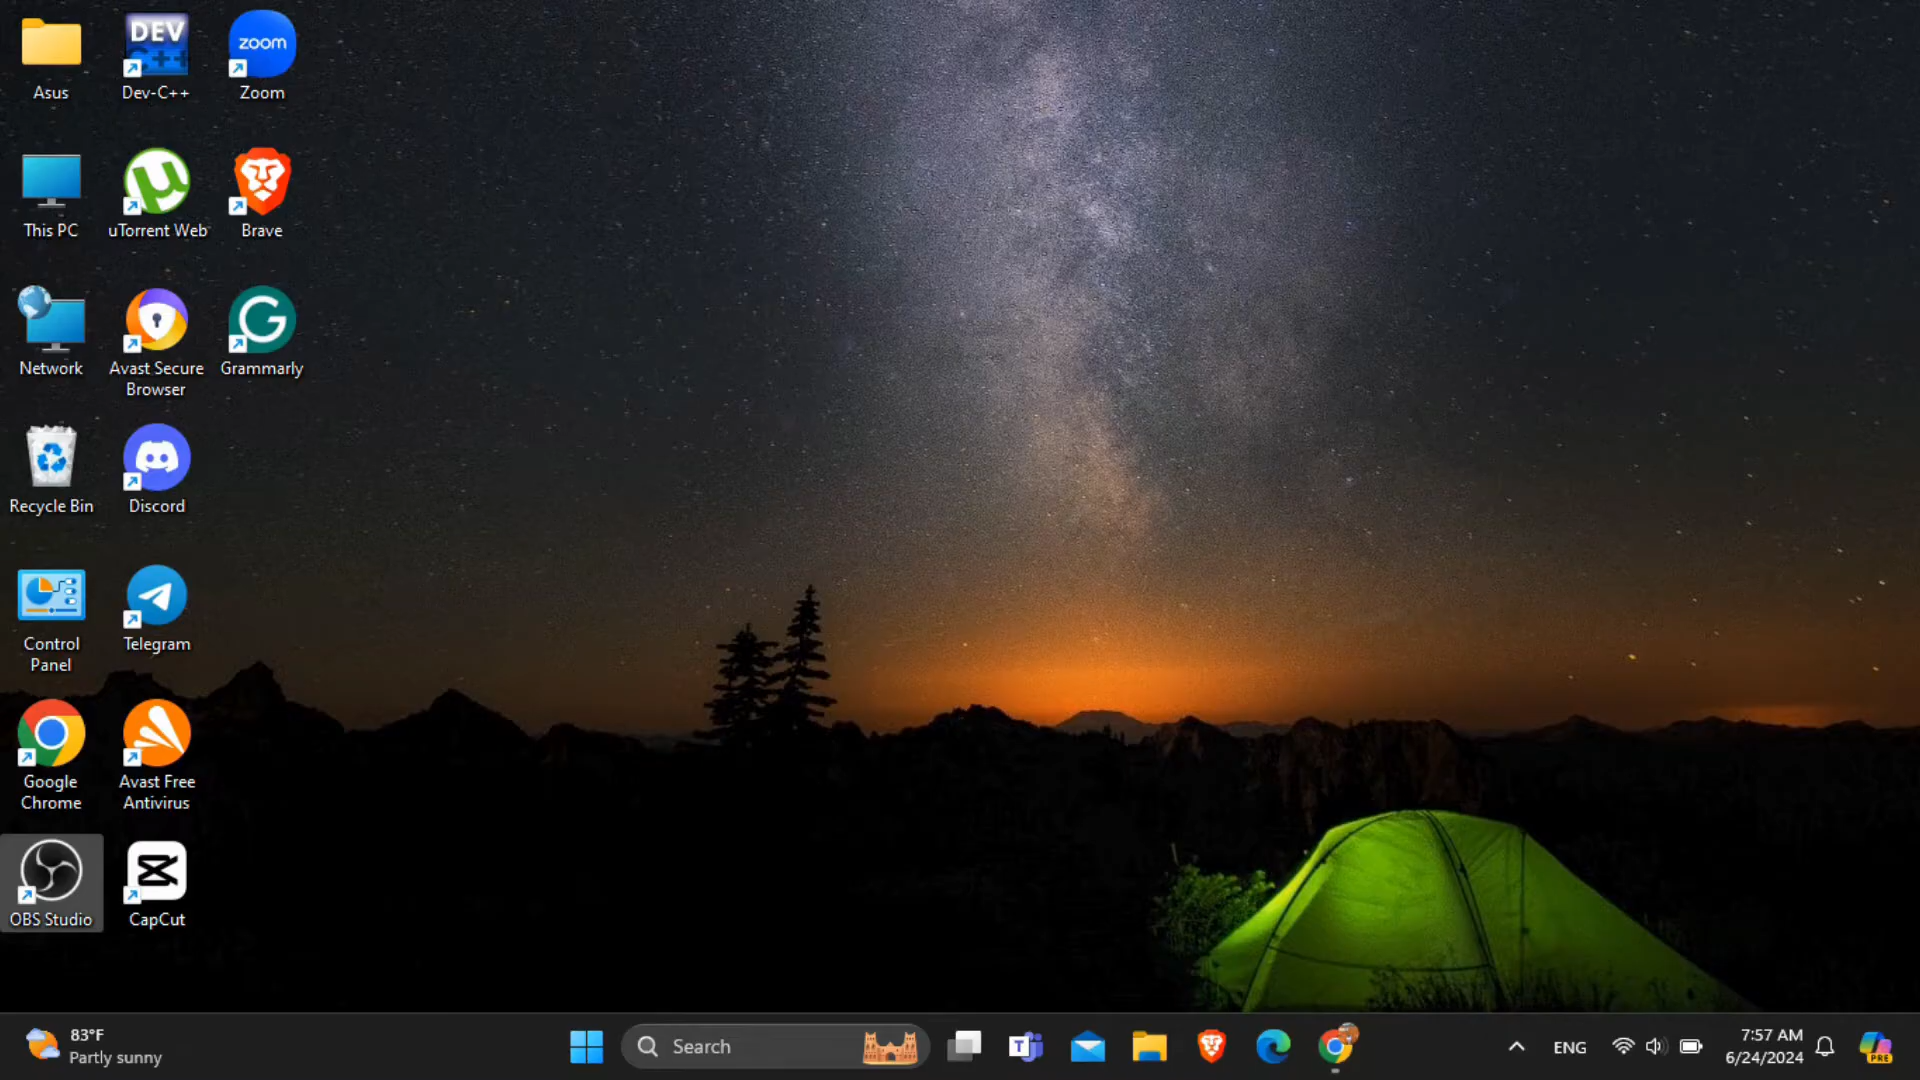 Asus
DEV
C++
Dev-C++
zoom
Zoom
This PC
uTorrent Web
Brave
Network
Avast Secure
Browser
Grammarly
Recycle Bin
Discord
Control
Panel
Telegram
Google
Chrome
Avast Free
Antivirus
OBS Studio
CapCut
83°F
Partly sunny
Search
T
ENG
7:57 AM
6/24/2024
PRE